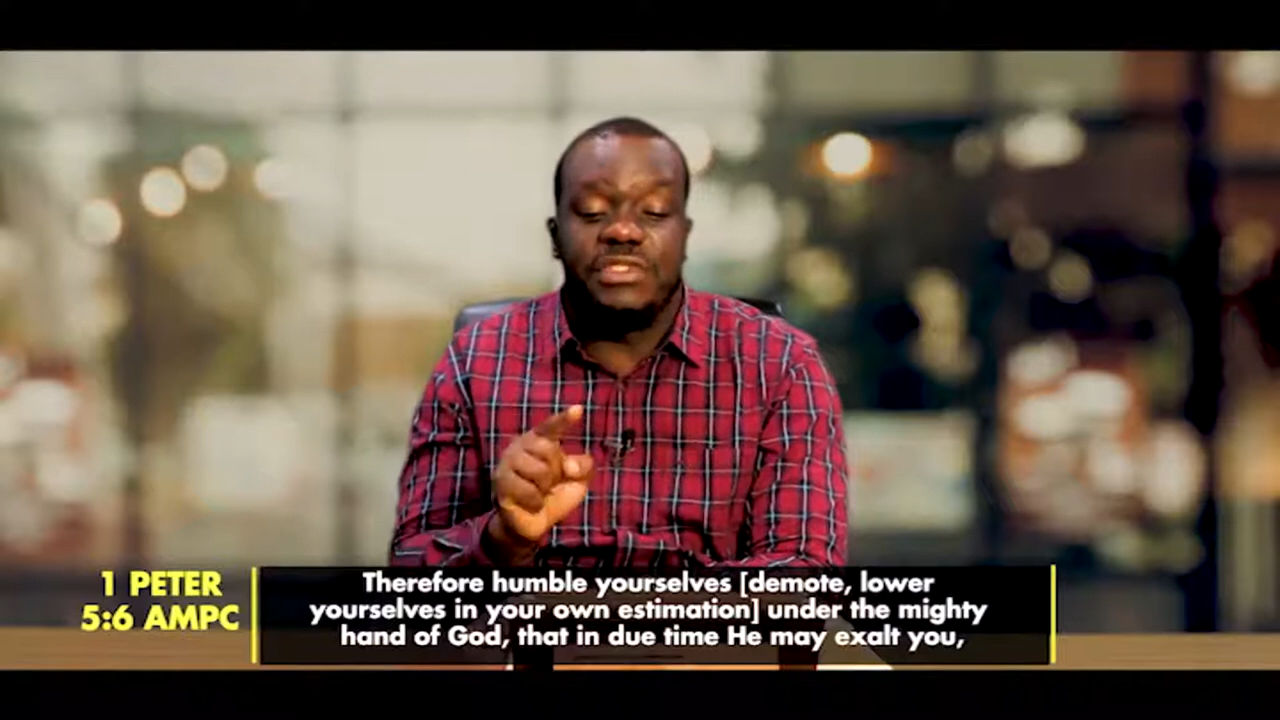 1 PETER
5:6 AMPC
Therefore humble yourselves [demote, lower
yourselves in your own estimation] under the mighty
hand of God, that in due time He may exalt you,